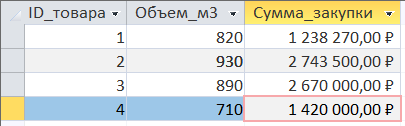 ID_товара Объем_м3 Сумма_закупки
1 820 1 238 270,00 ₽
2 930 2 743 500,00 ₽
3 890 2 670 000,00 ₽
4 710 1 420 000,00 ₽